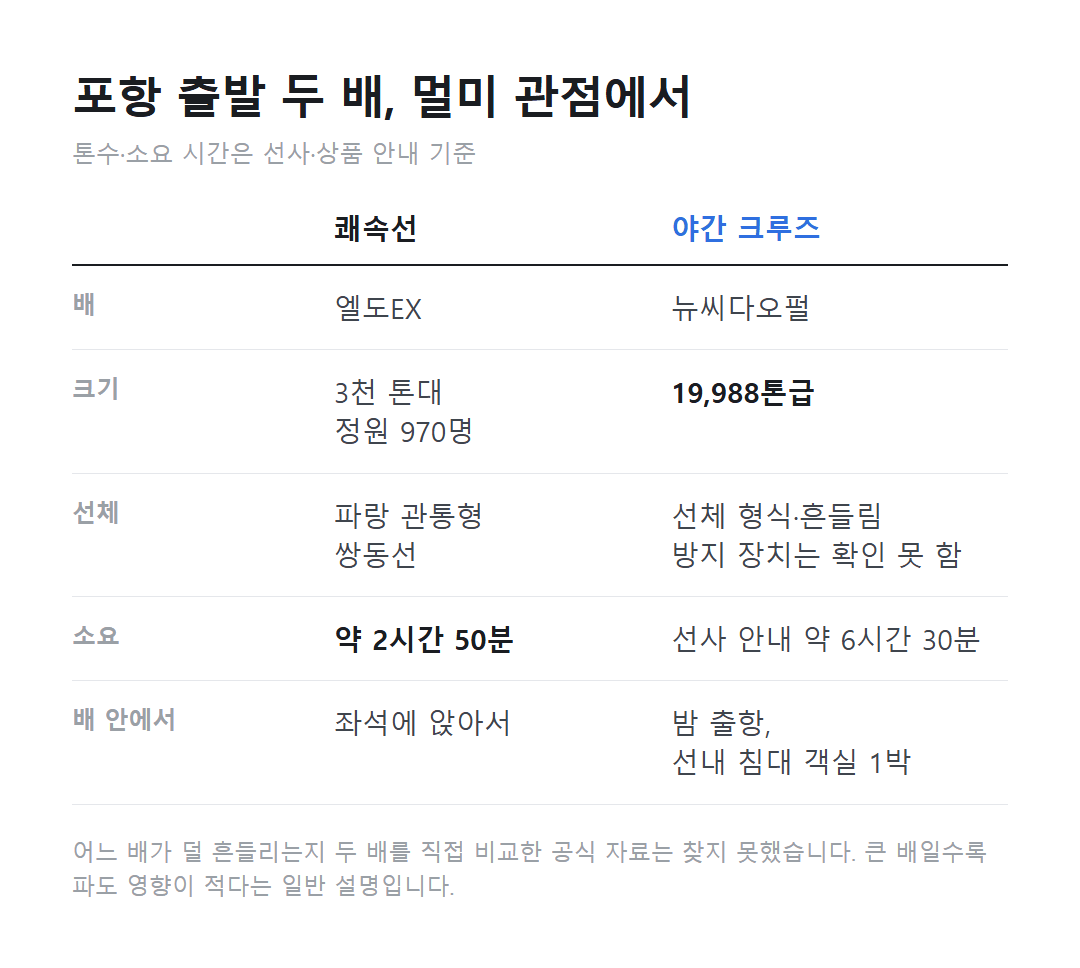 포항 출발 두 배, 멀미 관점에서
톤수·소요 시간은 선사·상품 안내 기준
쾌속선 야간 크루즈
배 엘도EX 뉴씨다오펄
크기 3천 톤대 19,988톤급
정원 970명
선체 파랑 관통형 선체 형식·흔들림
쌍동선 방지 장치는 확인 못 함
소요 약 2시간 50분 선사 안내 약 6시간 30분
배 안에서 좌석에 앉아서 밤 출항,
선내 침대 객실 1박
어느 배가 덜 흔들리는지 두 배를 직접 비교한 공식 자료는 찾지 못했습니다. 큰 배일수록
파도 영향이 적다는 일반 설명입니다.